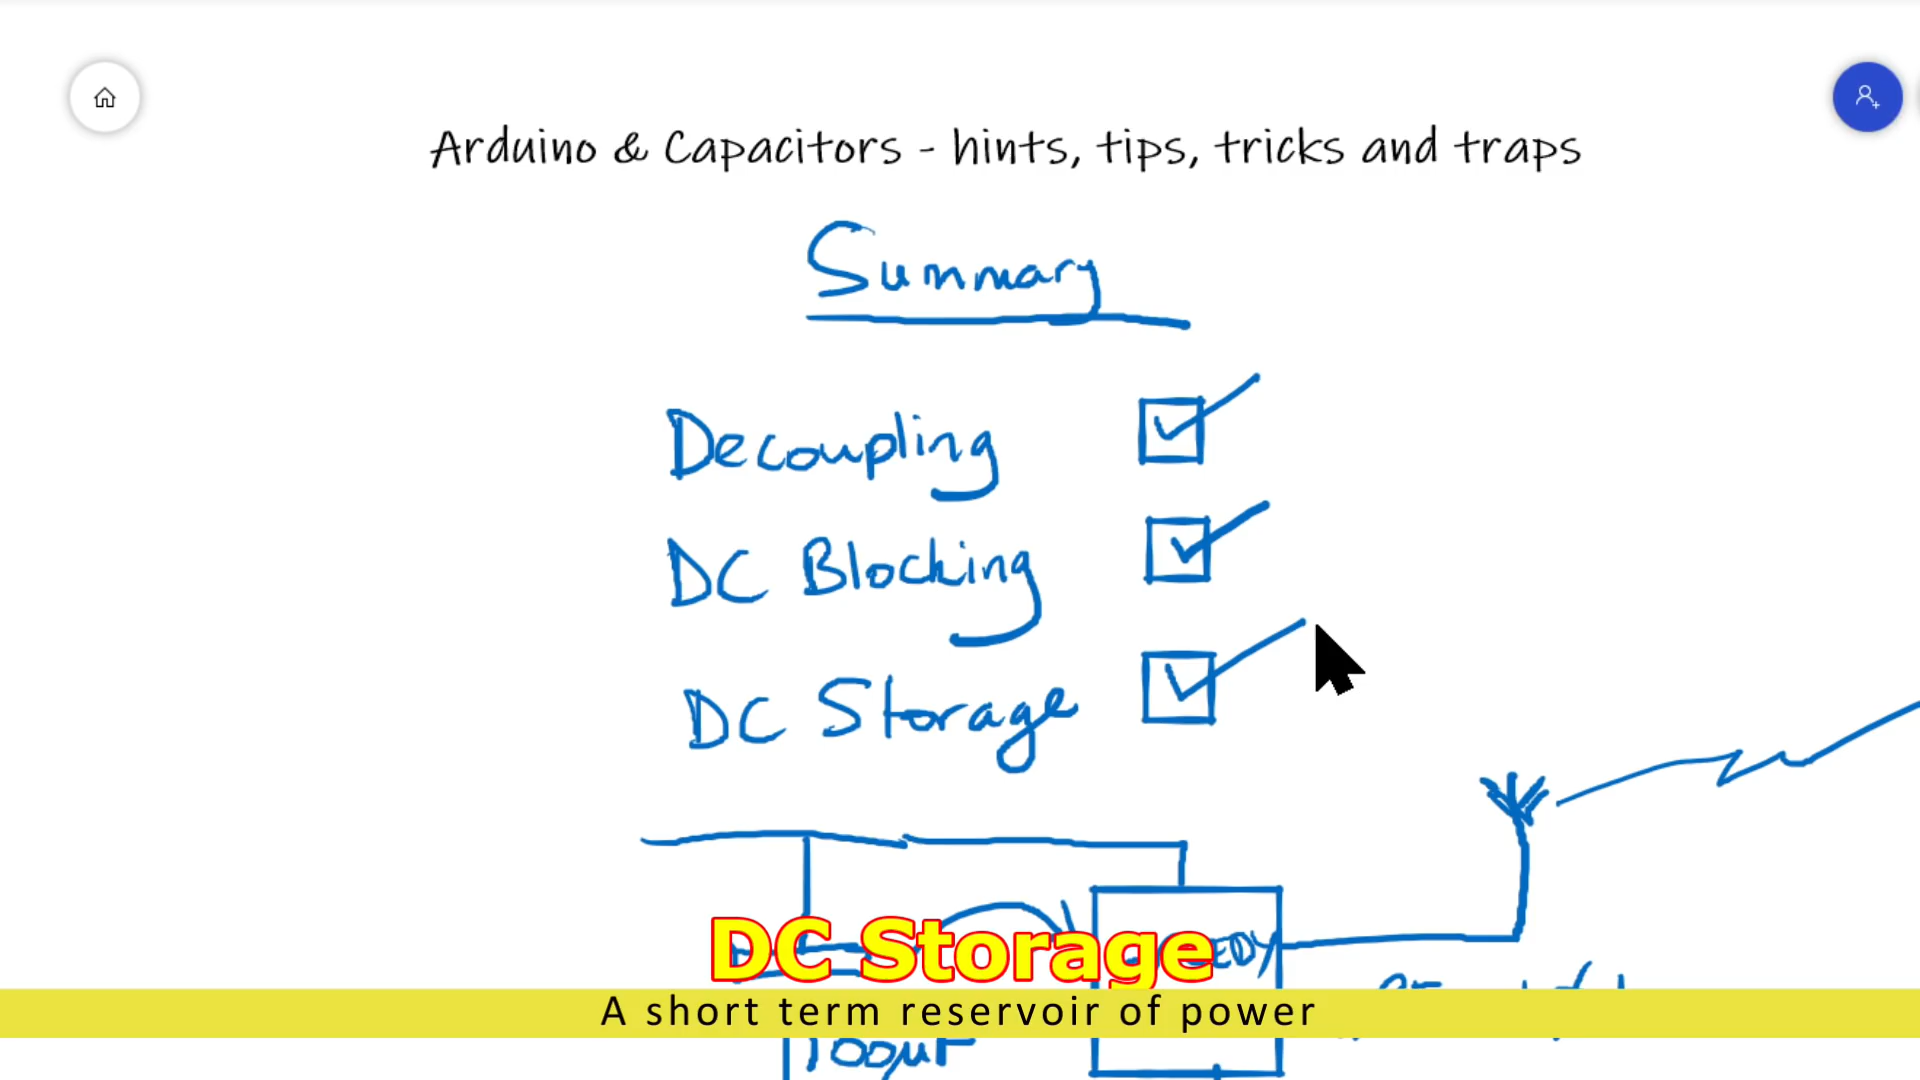 Arduino & Capacitors - hints, tips, tricks and traps
Summary
Decoupling
DC Blocking
DC Storage
DC Storage
A short term reservoir of power
100µF